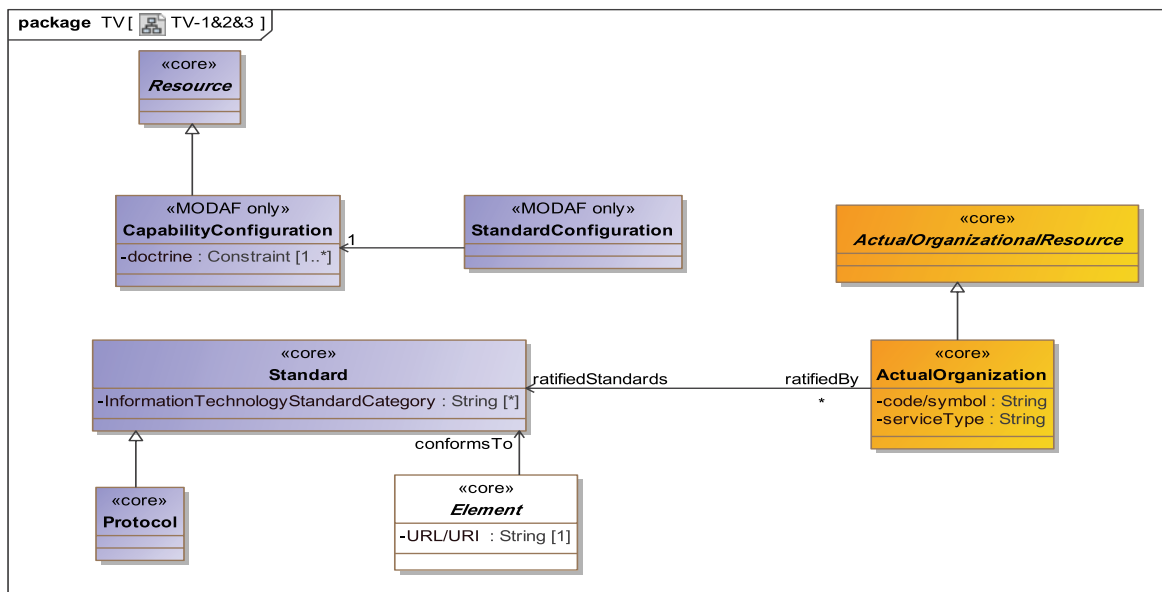 package TV [ TV-1&2&3 ]
«core»
Resource
«MODAF only»
CapabilityConfiguration
-doctrine : Constraint [1..*]
1
«MODAF only»
StandardConfiguration
«core»
ActualOrganizationalResource
«core»
Standard
-InformationTechnologyStandardCategory : String [*]
ratifiedStandards
ratifiedBy
*
«core»
ActualOrganization
-code/symbol : String
-serviceType : String
conformsTo
«core»
Protocol
«core»
Element
-URL/URI : String [1]